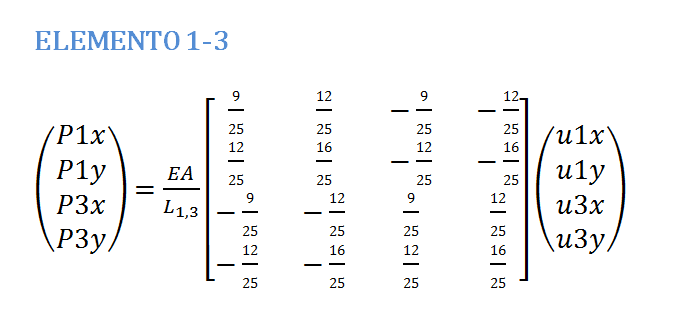 ELEMENTO 1-3
(P1x P1y P3x P3y) = EA/L1,3 [
9/25 12/25 −9/25 −12/25
12/25 16/25 −12/25 −16/25
−9/25 −12/25 9/25 12/25
−12/25 −16/25 12/25 16/25
] (u1x u1y u3x u3y)